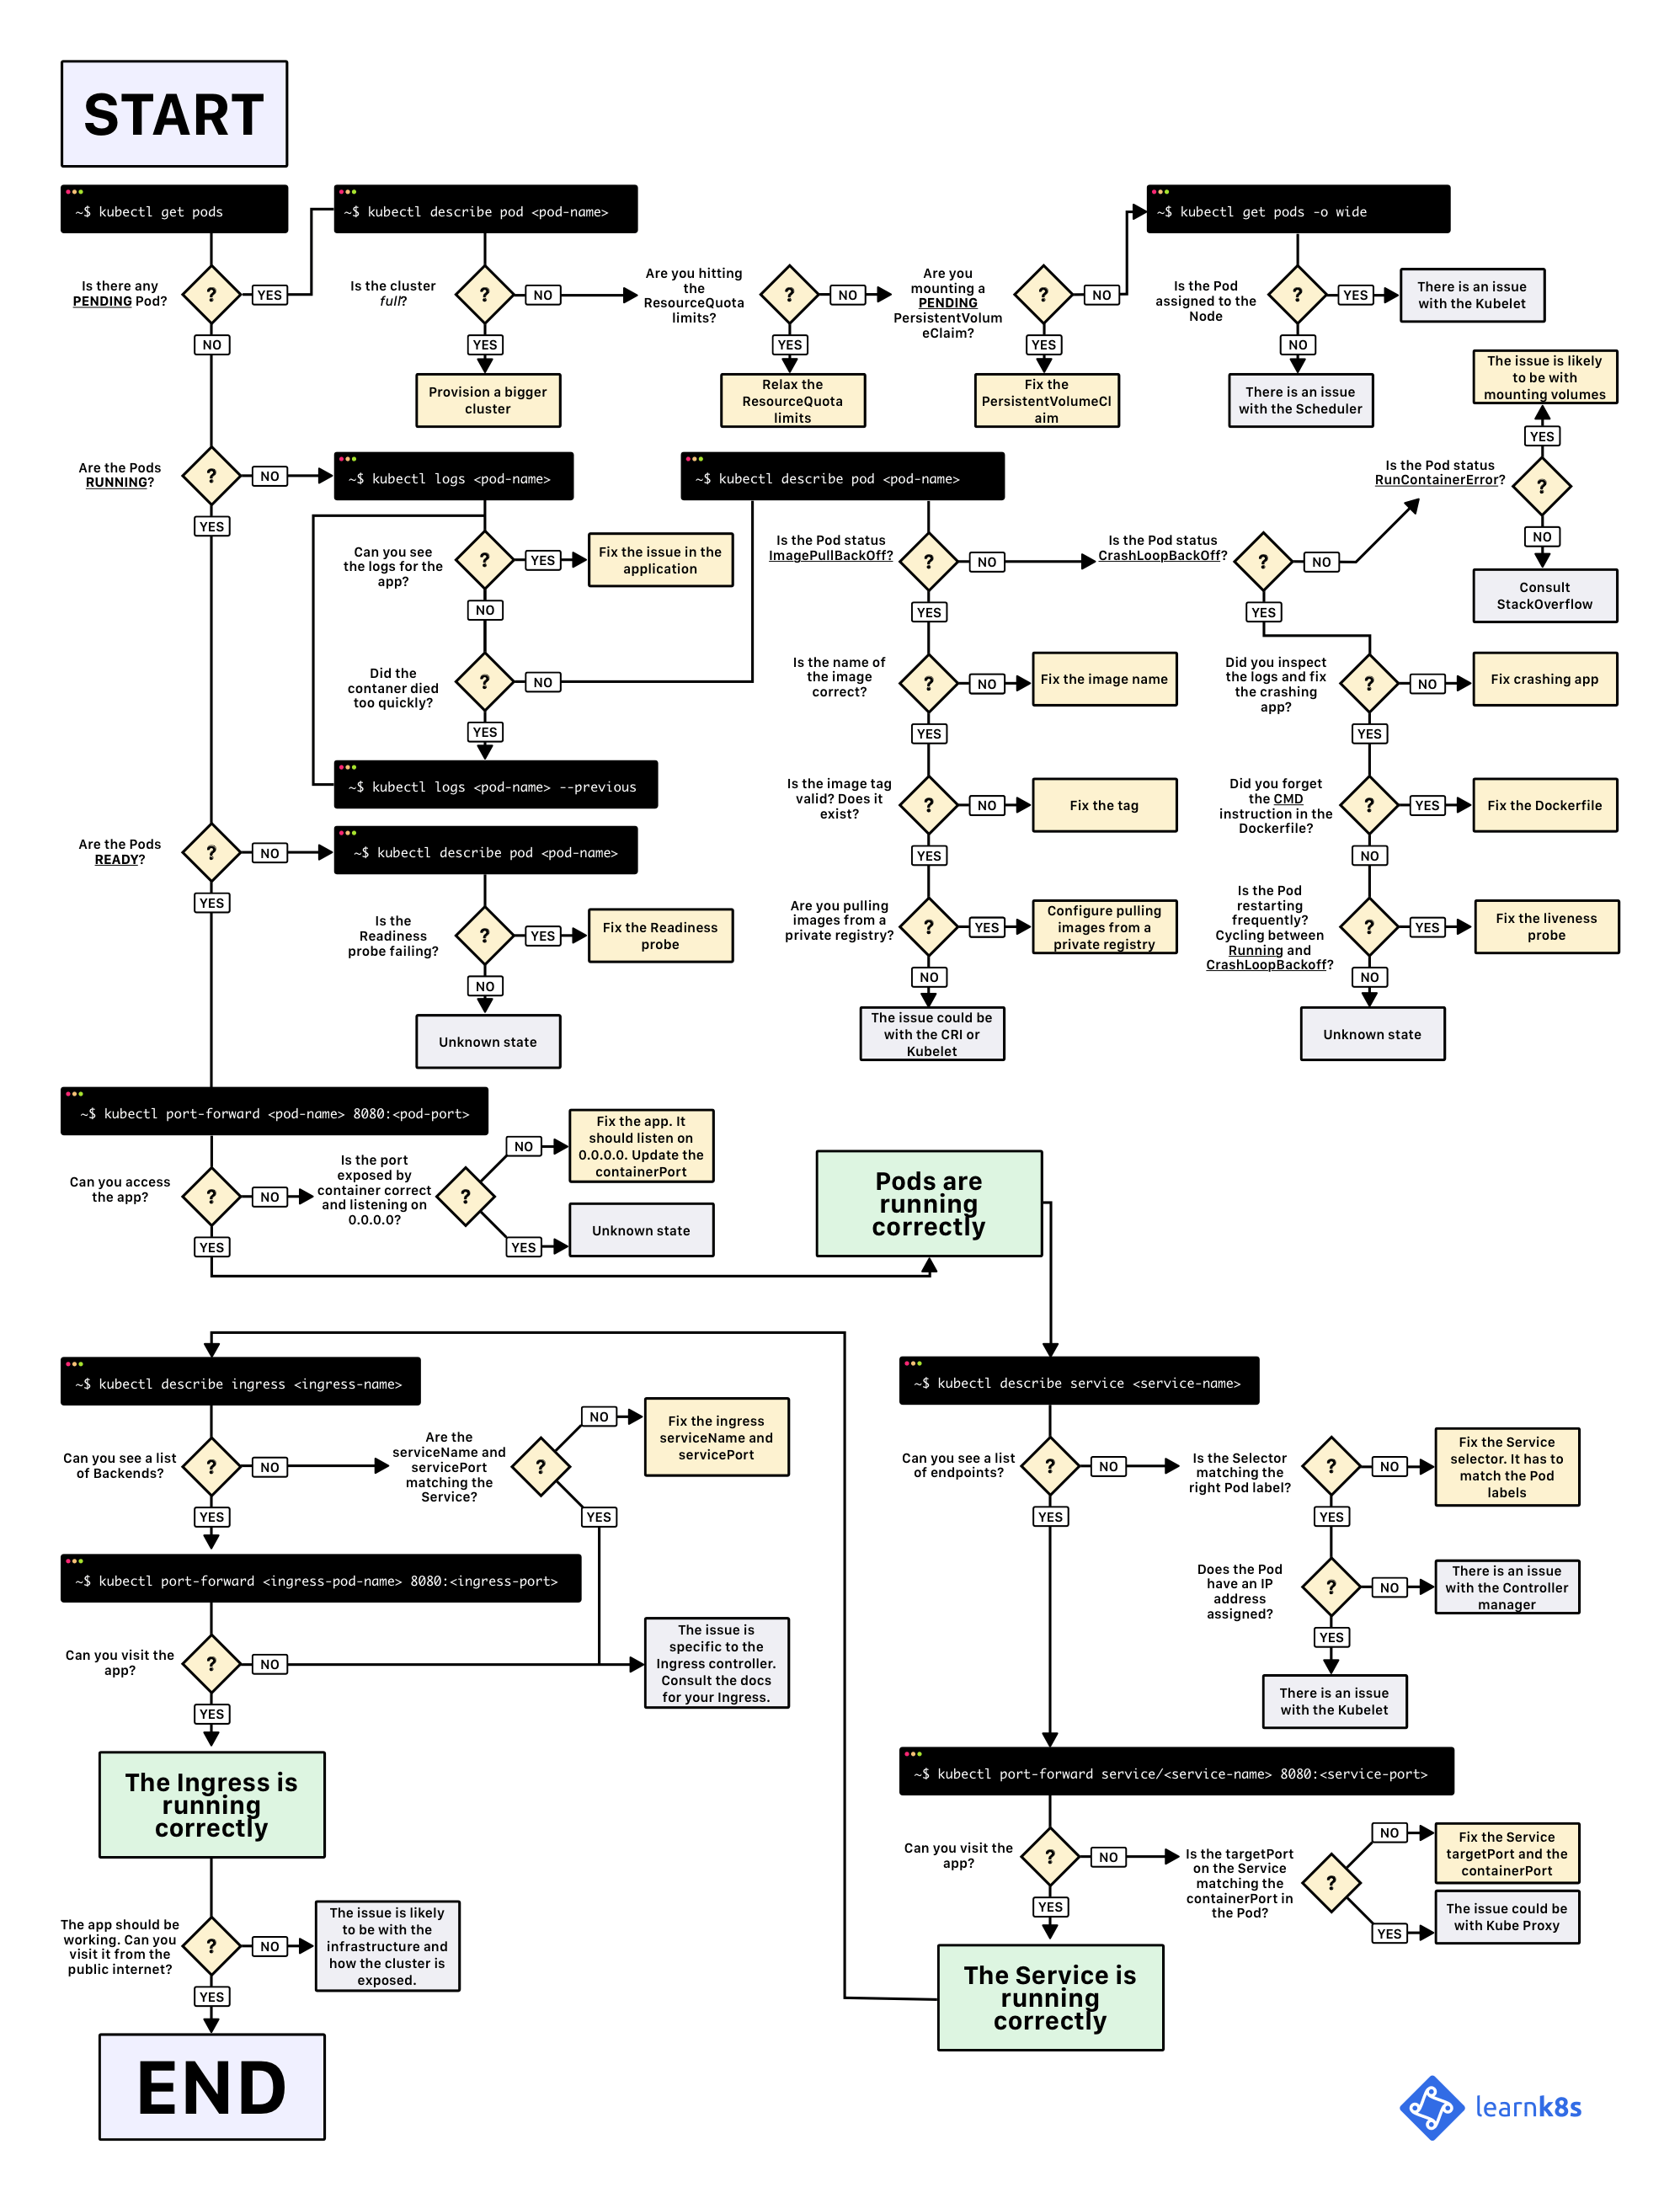 START
~$ kubectl get pods
Is there any
PENDING Pod?
?
YES
NO
~$ kubectl describe pod <pod-name>
Is the cluster
full?
?
NO
YES
Provision a bigger
cluster
Are you hitting
the
ResourceQuota
limits?
?
NO
YES
Relax the
ResourceQuota
limits
Are you
mounting a
PENDING
PersistentVolum
eClaim?
?
NO
YES
Fix the
PersistentVolumeCl
aim
~$ kubectl get pods -o wide
Is the Pod
assigned to the
Node
?
YES
There is an issue
with the Kubelet
NO
There is an issue
with the Scheduler
Are the Pods
RUNNING?
?
NO
YES
~$ kubectl logs <pod-name>
Can you see
the logs for the
app?
?
YES
Fix the issue in the
application
NO
Did the
contaner died
too quickly?
?
NO
YES
~$ kubectl logs <pod-name> --previous
~$ kubectl describe pod <pod-name>
Is the Pod status
ImagePullBackOff?
?
NO
YES
Is the name of
the image
correct?
?
NO
Fix the image name
YES
Is the image tag
valid? Does it
exist?
?
NO
Fix the tag
YES
Are you pulling
images from a
private registry?
?
YES
Configure pulling
images from a
private registry
NO
The issue could be
with the CRI or
Kubelet
Is the Pod status
CrashLoopBackOff?
?
NO
YES
Did you inspect
the logs and fix
the crashing
app?
?
NO
Fix crashing app
YES
Did you forget
the CMD
instruction in the
Dockerfile?
?
YES
Fix the Dockerfile
NO
Is the Pod
restarting
frequently?
Cycling between
Running and
CrashLoopBackoff?
?
YES
Fix the liveness
probe
NO
Unknown state
Is the Pod status
RunContainerError?
?
YES
The issue is likely
to be with
mounting volumes
NO
Consult
StackOverflow
Are the Pods
READY?
?
NO
YES
~$ kubectl describe pod <pod-name>
Is the
Readiness
probe failing?
?
YES
Fix the Readiness
probe
NO
Unknown state
~$ kubectl port-forward <pod-name> 8080:<pod-port>
Can you access
the app?
?
NO
YES
Is the port
exposed by
container correct
and listening on
0.0.0.0?
?
NO
Fix the app. It
should listen on
0.0.0.0. Update the
containerPort
YES
Unknown state
Pods are
running
correctly
~$ kubectl describe service <service-name>
Can you see a list
of endpoints?
?
NO
YES
Is the Selector
matching the
right Pod label?
?
NO
Fix the Service
selector. It has to
match the Pod
labels
YES
Does the Pod
have an IP
address
assigned?
?
NO
There is an issue
with the Controller
manager
YES
There is an issue
with the Kubelet
~$ kubectl port-forward service/<service-name> 8080:<service-port>
Can you visit the
app?
?
NO
YES
Is the targetPort
on the Service
matching the
containerPort in
the Pod?
?
NO
Fix the Service
targetPort and the
containerPort
YES
The issue could be
with Kube Proxy
The Service is
running
correctly
~$ kubectl describe ingress <ingress-name>
Can you see a list
of Backends?
?
NO
YES
Are the
serviceName and
servicePort
matching the
Service?
?
NO
Fix the ingress
serviceName and
servicePort
YES
~$ kubectl port-forward <ingress-pod-name> 8080:<ingress-port>
Can you visit the
app?
?
NO
The issue is
specific to the
Ingress controller.
Consult the docs
for your Ingress.
YES
The Ingress is
running
correctly
The app should be
working. Can you
visit it from the
public internet?
?
NO
The issue is likely
to be with the
infrastructure and
how the cluster is
exposed.
YES
END
learnk8s